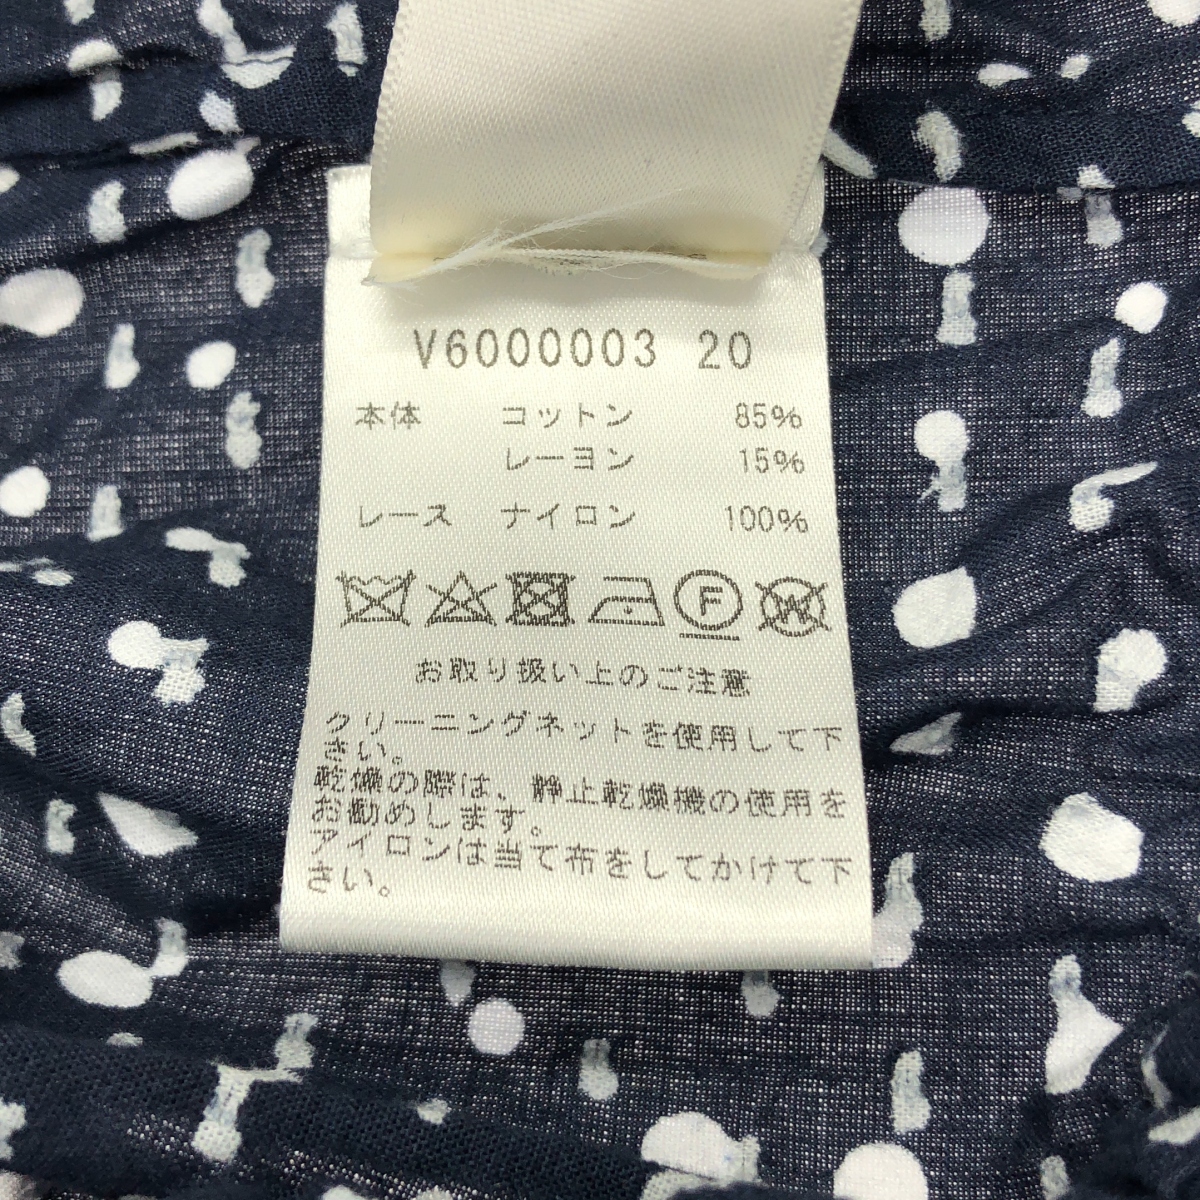 V6000003 20
本体 コットン 85%
レーヨン 15%
レース ナイロン 100%
F W
お取り扱い上のご注意
クリーニングネットを使用して下
さい。
乾燥の際は、静止乾燥機の使用を
お勧めします。
アイロンは当て布をしてかけて下
さい。